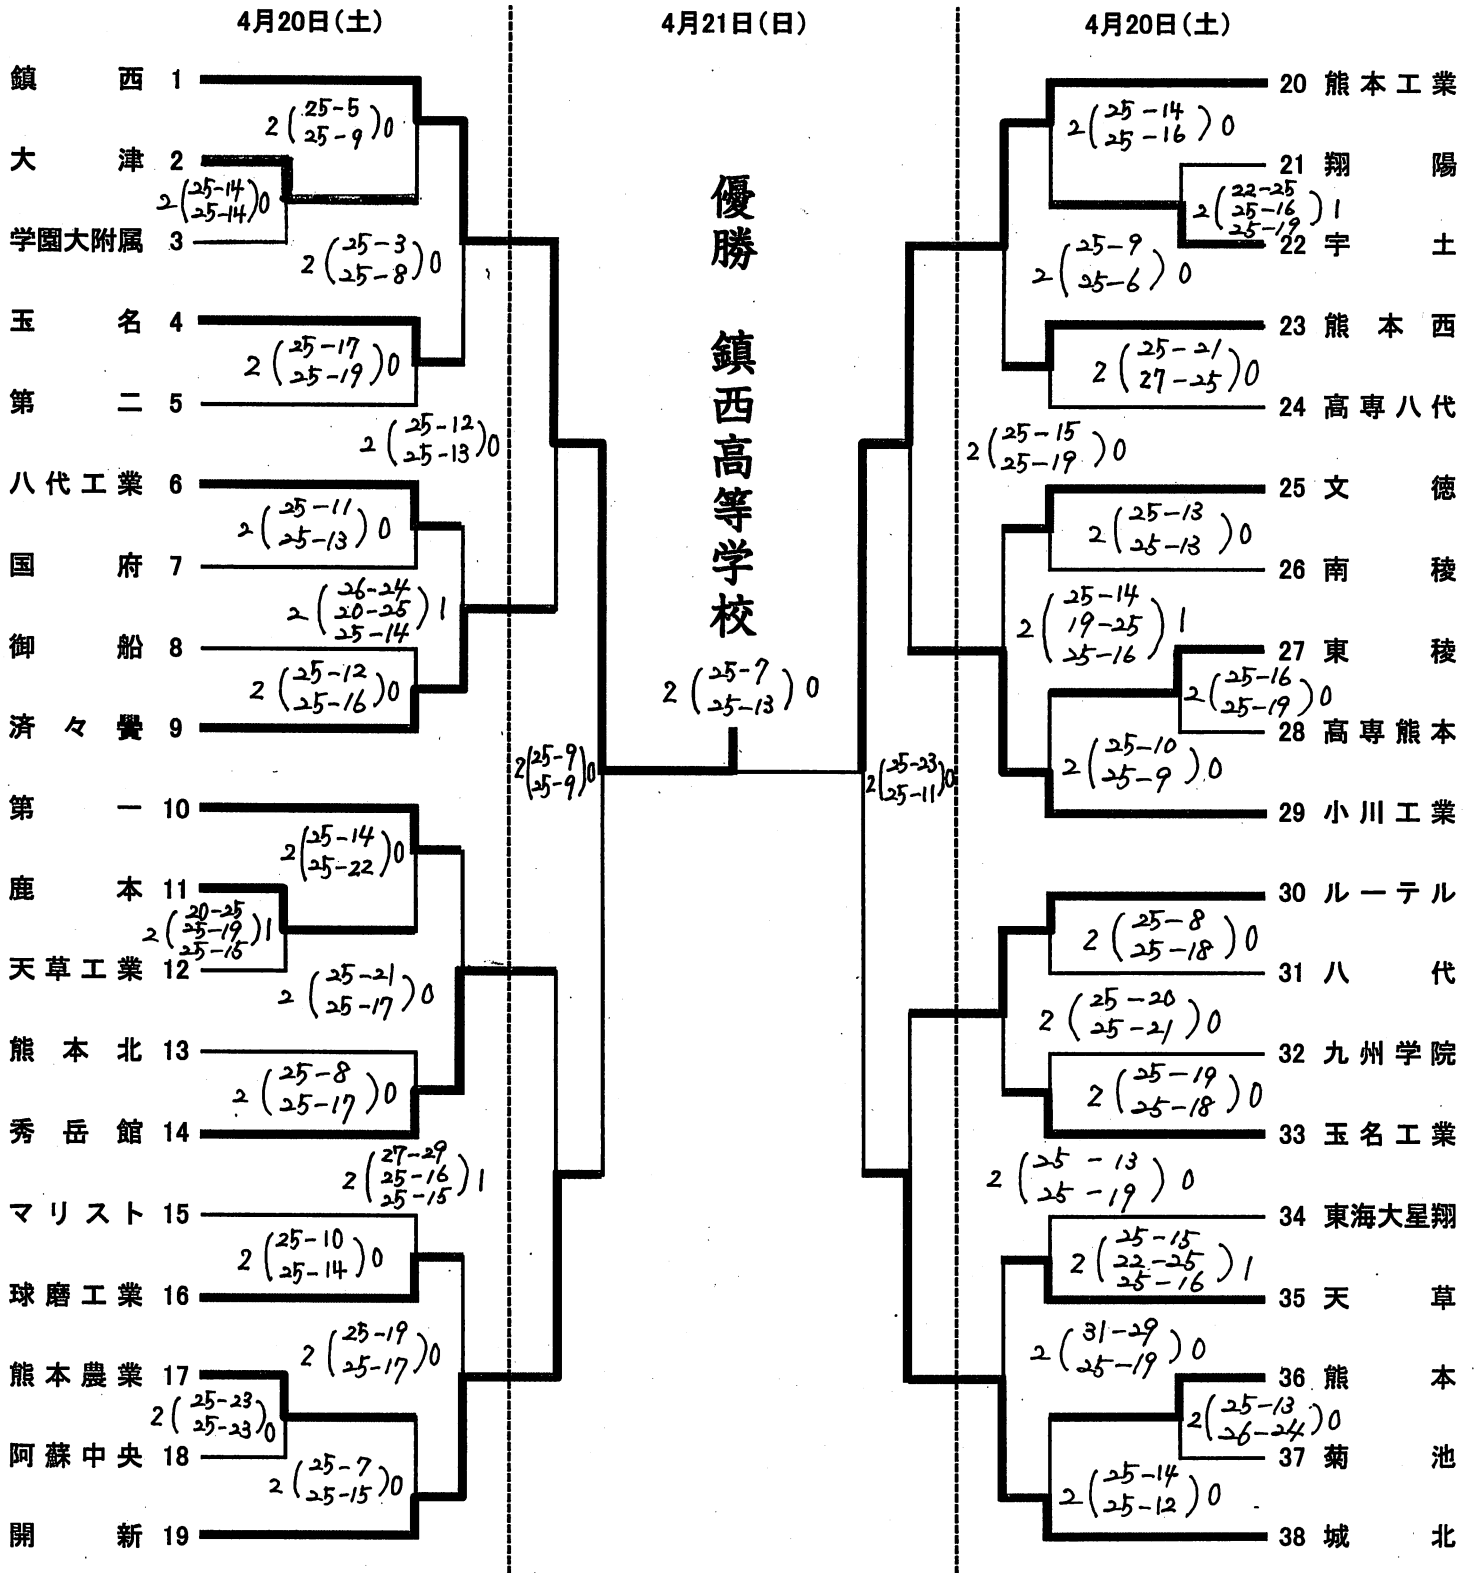 4月20日(土)
4月21日(日)
4月20日(土)
鎮西 1
2(25-5 25-9)0
大津 2
2(25-14 25-14)0
学園大附属 3
2(25-3 25-8)0
玉名 4
2(25-17 25-19)0
第二 5
2(25-12 25-13)0
八代工業 6
2(25-11 25-13)0
国府 7
2(26-24 20-25 25-14)1
御船 8
2(25-12 25-16)0
済々黌 9
2(25-9 25-9)0
第一 10
2(25-14 25-22)0
鹿本 11
2(20-25 25-19 25-15)1
天草工業 12
2(25-21 25-17)0
熊本北 13
2(25-8 25-17)0
秀岳館 14
2(27-29 25-16 25-15)1
マリスト 15
2(25-10 25-14)0
球磨工業 16
2(25-19 25-17)0
熊本農業 17
2(25-23 25-23)0
阿蘇中央 18
2(25-7 25-15)0
開新 19
優勝 鎮西高等学校
2(25-7 25-13)0
20 熊本工業
2(25-14 25-16)0
21 翔陽
2(22-25 25-16 25-19)1
22 宇土
2(25-9 25-6)0
23 熊本西
2(25-21 27-25)0
24 高専八代
2(25-15 25-19)0
25 文徳
2(25-13 25-13)0
26 南稜
2(25-14 19-25 25-16)1
27 東稜
2(25-16 25-19)0
28 高専熊本
2(25-10 25-9)0
29 小川工業
2(25-23 25-11)0
30 ルーテル
2(25-8 25-18)0
31 八代
2(25-20 25-21)0
32 九州学院
2(25-19 25-18)0
33 玉名工業
2(25-13 25-19)0
34 東海大星翔
2(25-15 22-25 25-16)1
35 天草
2(31-29 25-19)0
36 熊本
2(25-13 26-24)0
37 菊池
2(25-14 25-12)0
38 城北